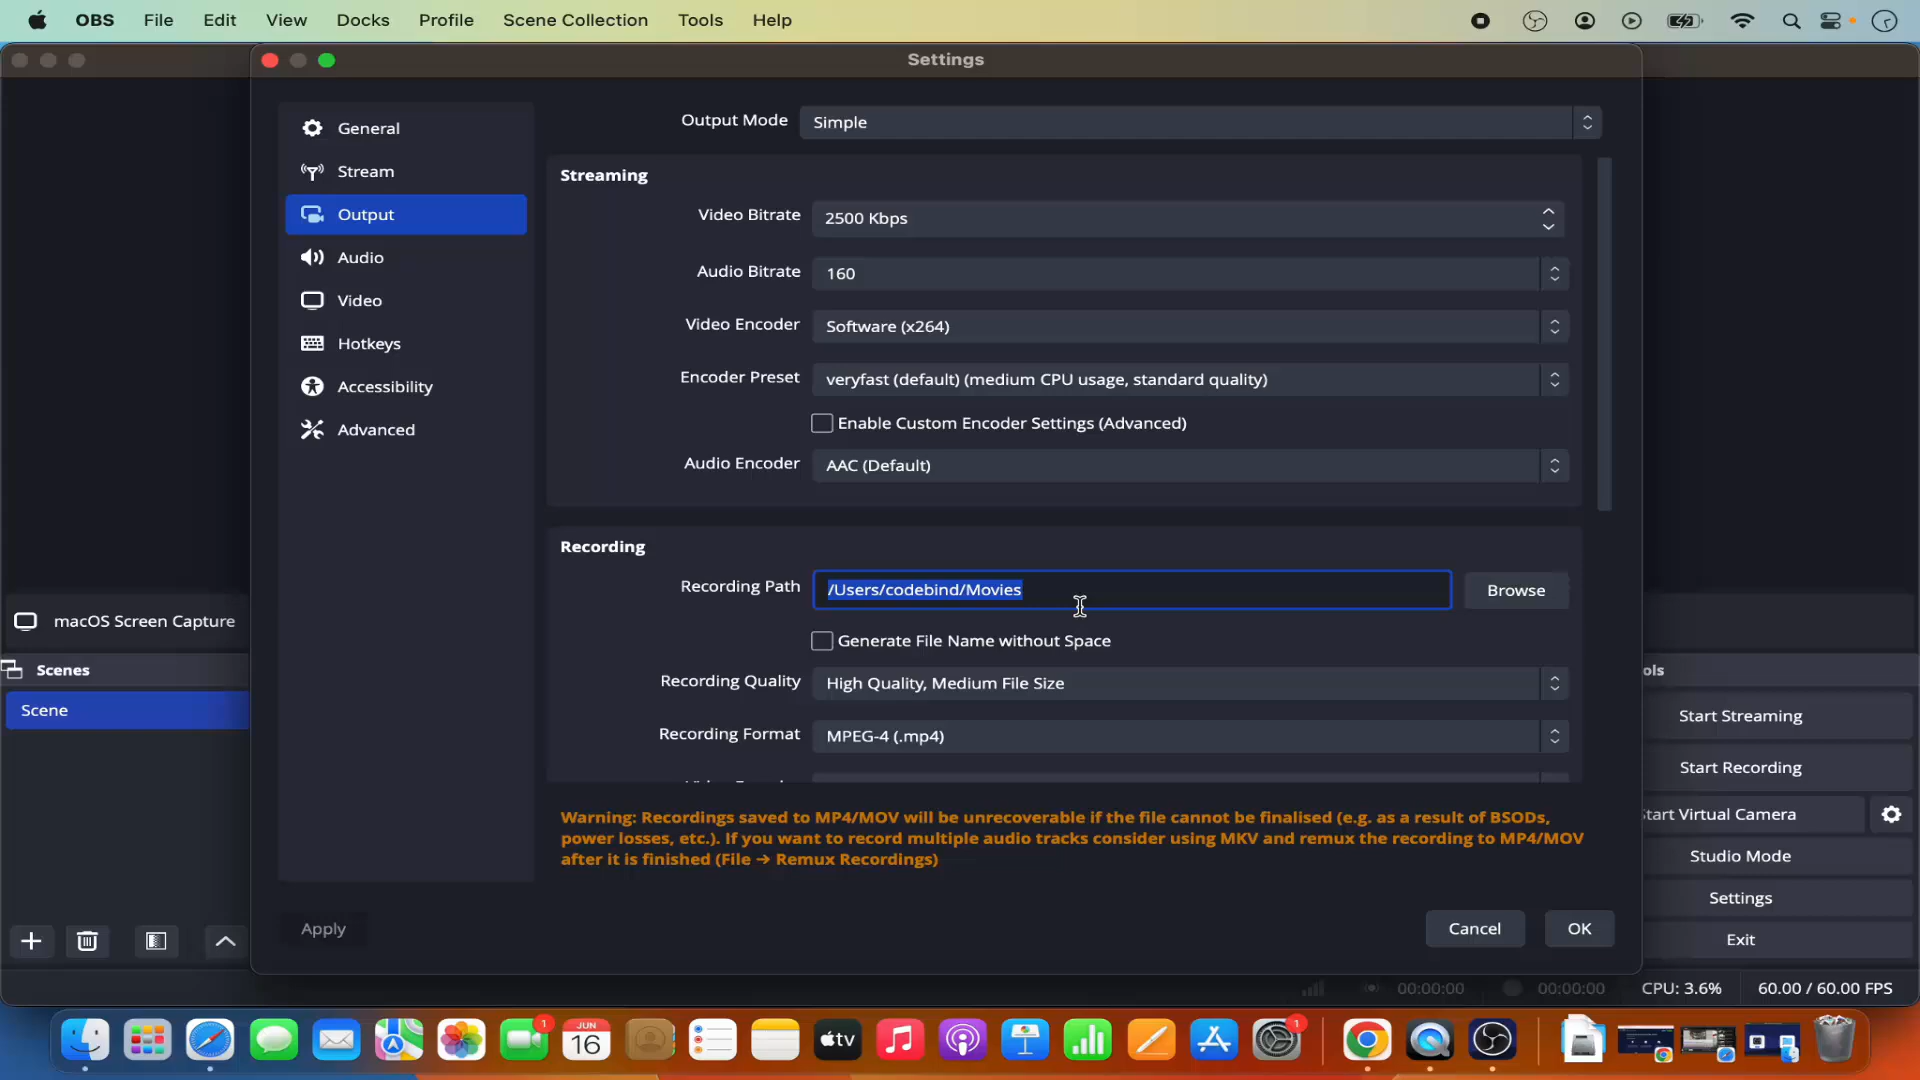 OBS File Edit View Docks Profile Scene Collection Tools Help
Settings
General
Stream
Output
Audio
Video
Hotkeys
Accessibility
Advanced
Output Mode Simple
Streaming
Video Bitrate 2500 Kbps
Audio Bitrate 160
Video Encoder Software (x264)
Encoder Preset veryfast (default) (medium CPU usage, standard quality)
Enable Custom Encoder Settings (Advanced)
Audio Encoder AAC (Default)
Recording
Recording Path /Users/codebind/Movies Browse
Generate File Name without Space
Recording Quality High Quality, Medium File Size
Recording Format MPEG-4 (.mp4)
Warning: Recordings saved to MP4/MOV will be unrecoverable if the file cannot be finalised (e.g. as a result of BSODs,
power losses, etc.). If you want to record multiple audio tracks consider using MKV and remux the recording to MP4/MOV
after it is finished (File → Remux Recordings)
Apply Cancel OK
macOS Screen Capture
Scenes
Scene
ols
Start Streaming
Start Recording
tart Virtual Camera
Studio Mode
Settings
Exit
00:00:00 00:00:00 CPU: 3.6% 60.00 / 60.00 FPS
1
JUN
16
tv
1